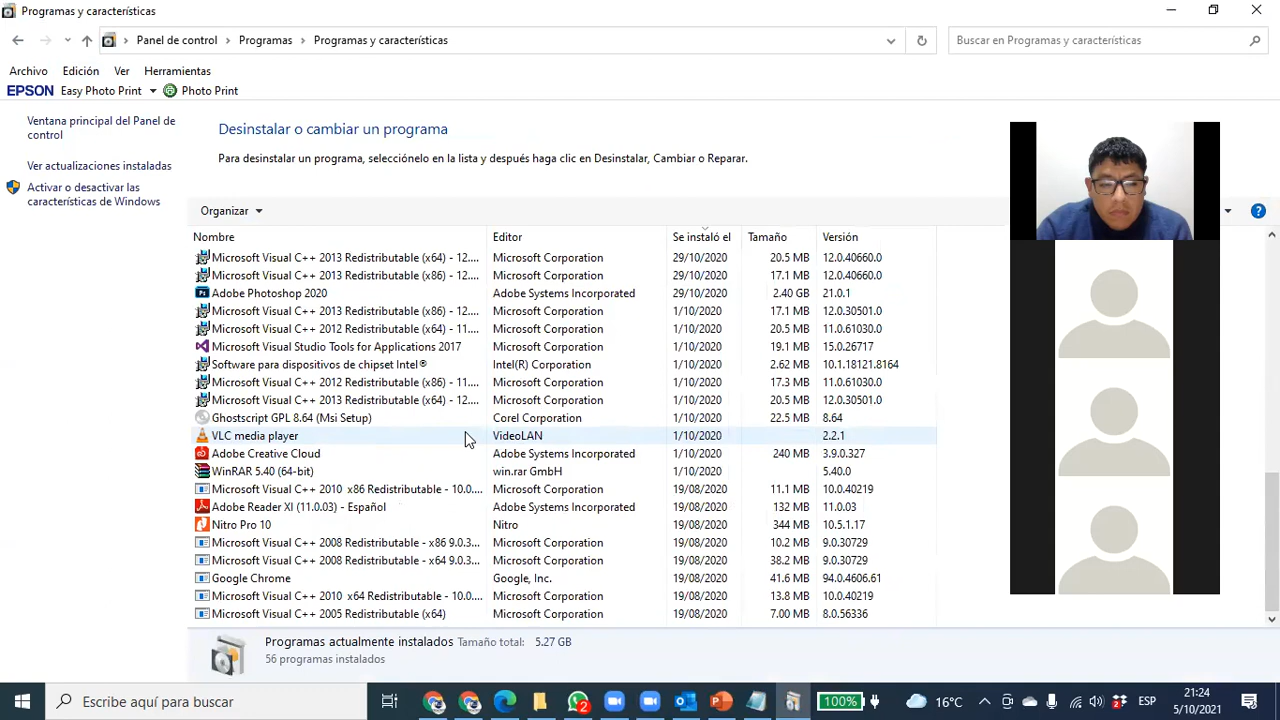 Programas y características
Panel de control > Programas > Programas y características
Buscar en Programas y características
Archivo Edición Ver Herramientas
EPSON Easy Photo Print Photo Print
Ventana principal del Panel de control
Ver actualizaciones instaladas
Activar o desactivar las características de Windows
Desinstalar o cambiar un programa
Para desinstalar un programa, selecciónelo en la lista y después haga clic en Desinstalar, Cambiar o Reparar.
Organizar
Nombre Editor Se instaló el Tamaño Versión
Microsoft Visual C++ 2013 Redistributable (x64) - 12.... Microsoft Corporation 29/10/2020 20.5 MB 12.0.40660.0
Microsoft Visual C++ 2013 Redistributable (x86) - 12.... Microsoft Corporation 29/10/2020 17.1 MB 12.0.40660.0
Adobe Photoshop 2020 Adobe Systems Incorporated 29/10/2020 2.40 GB 21.0.1
Microsoft Visual C++ 2013 Redistributable (x86) - 12.... Microsoft Corporation 1/10/2020 17.1 MB 12.0.30501.0
Microsoft Visual C++ 2012 Redistributable (x64) - 11.... Microsoft Corporation 1/10/2020 20.5 MB 11.0.61030.0
Microsoft Visual Studio Tools for Applications 2017 Microsoft Corporation 1/10/2020 19.1 MB 15.0.26717
Software para dispositivos de chipset Intel® Intel(R) Corporation 1/10/2020 2.62 MB 10.1.18121.8164
Microsoft Visual C++ 2012 Redistributable (x86) - 11.... Microsoft Corporation 1/10/2020 17.3 MB 11.0.61030.0
Microsoft Visual C++ 2013 Redistributable (x64) - 12.... Microsoft Corporation 1/10/2020 20.5 MB 12.0.30501.0
Ghostscript GPL 8.64 (Msi Setup) Corel Corporation 1/10/2020 22.5 MB 8.64
VLC media player VideoLAN 1/10/2020 2.2.1
Adobe Creative Cloud Adobe Systems Incorporated 1/10/2020 240 MB 3.9.0.327
WinRAR 5.40 (64-bit) win.rar GmbH 1/10/2020 5.40.0
Microsoft Visual C++ 2010 x86 Redistributable - 10.0.... Microsoft Corporation 19/08/2020 11.1 MB 10.0.40219
Adobe Reader XI (11.0.03) - Español Adobe Systems Incorporated 19/08/2020 132 MB 11.0.03
Nitro Pro 10 Nitro 19/08/2020 344 MB 10.5.1.17
Microsoft Visual C++ 2008 Redistributable - x86 9.0.3... Microsoft Corporation 19/08/2020 10.2 MB 9.0.30729
Microsoft Visual C++ 2008 Redistributable - x64 9.0.3... Microsoft Corporation 19/08/2020 38.2 MB 9.0.30729
Google Chrome Google, Inc. 19/08/2020 41.6 MB 94.0.4606.61
Microsoft Visual C++ 2010 x64 Redistributable - 10.0.... Microsoft Corporation 19/08/2020 13.8 MB 10.0.40219
Microsoft Visual C++ 2005 Redistributable (x64) Microsoft Corporation 19/08/2020 7.00 MB 8.0.56336
Programas actualmente instalados Tamaño total: 5.27 GB
56 programas instalados
Escribe aquí para buscar
2
100%
16°C
ESP
21:24
5/10/2021